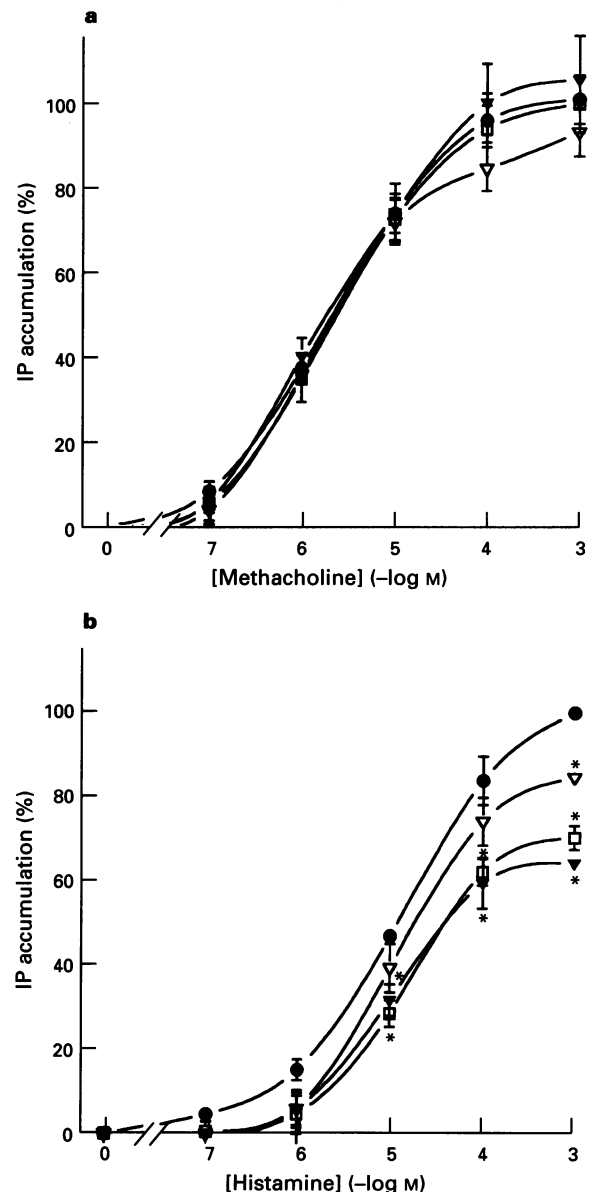 a
100
80
60
40
20
0
IP accumulation (%)
0 7 6 5 4 3
[Methacholine] (–log M)
b
100
80
60
40
20
0
IP accumulation (%)
* * * * * * * *
0 7 6 5 4 3
[Histamine] (–log M)